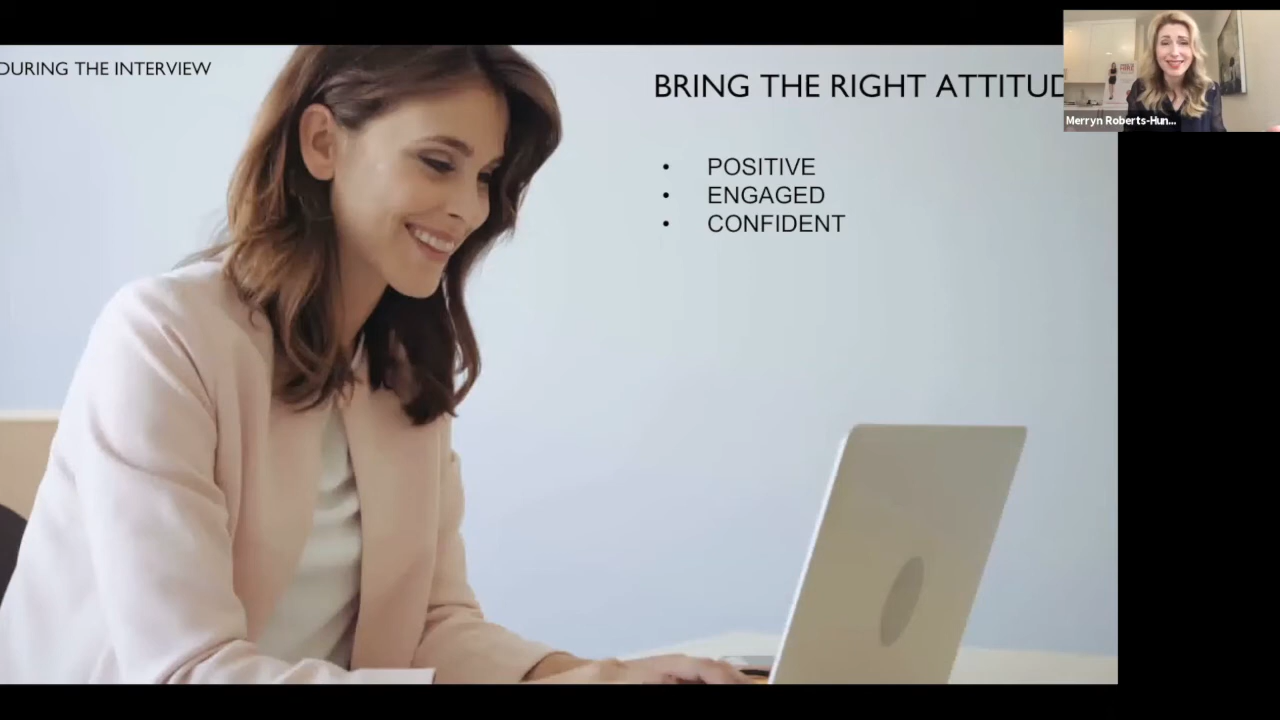 DURING THE INTERVIEW
BRING THE RIGHT ATTITUD
• POSITIVE
• ENGAGED
• CONFIDENT
Merryn Roberts-Hun...